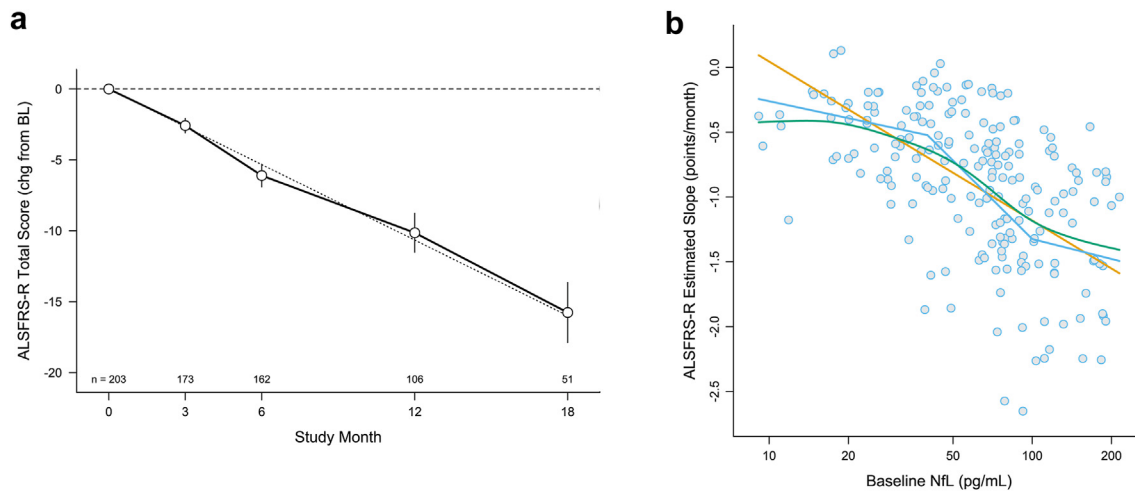 a
ALSFRS-R Total Score (chg from BL)
0
-5
-10
-15
-20
n = 203 173 162 106 51
0 3 6 12 18
Study Month
b
ALSFRS-R Estimated Slope (points/month)
0.0
-0.5
-1.0
-1.5
-2.0
-2.5
10 20 50 100 200
Baseline NfL (pg/mL)